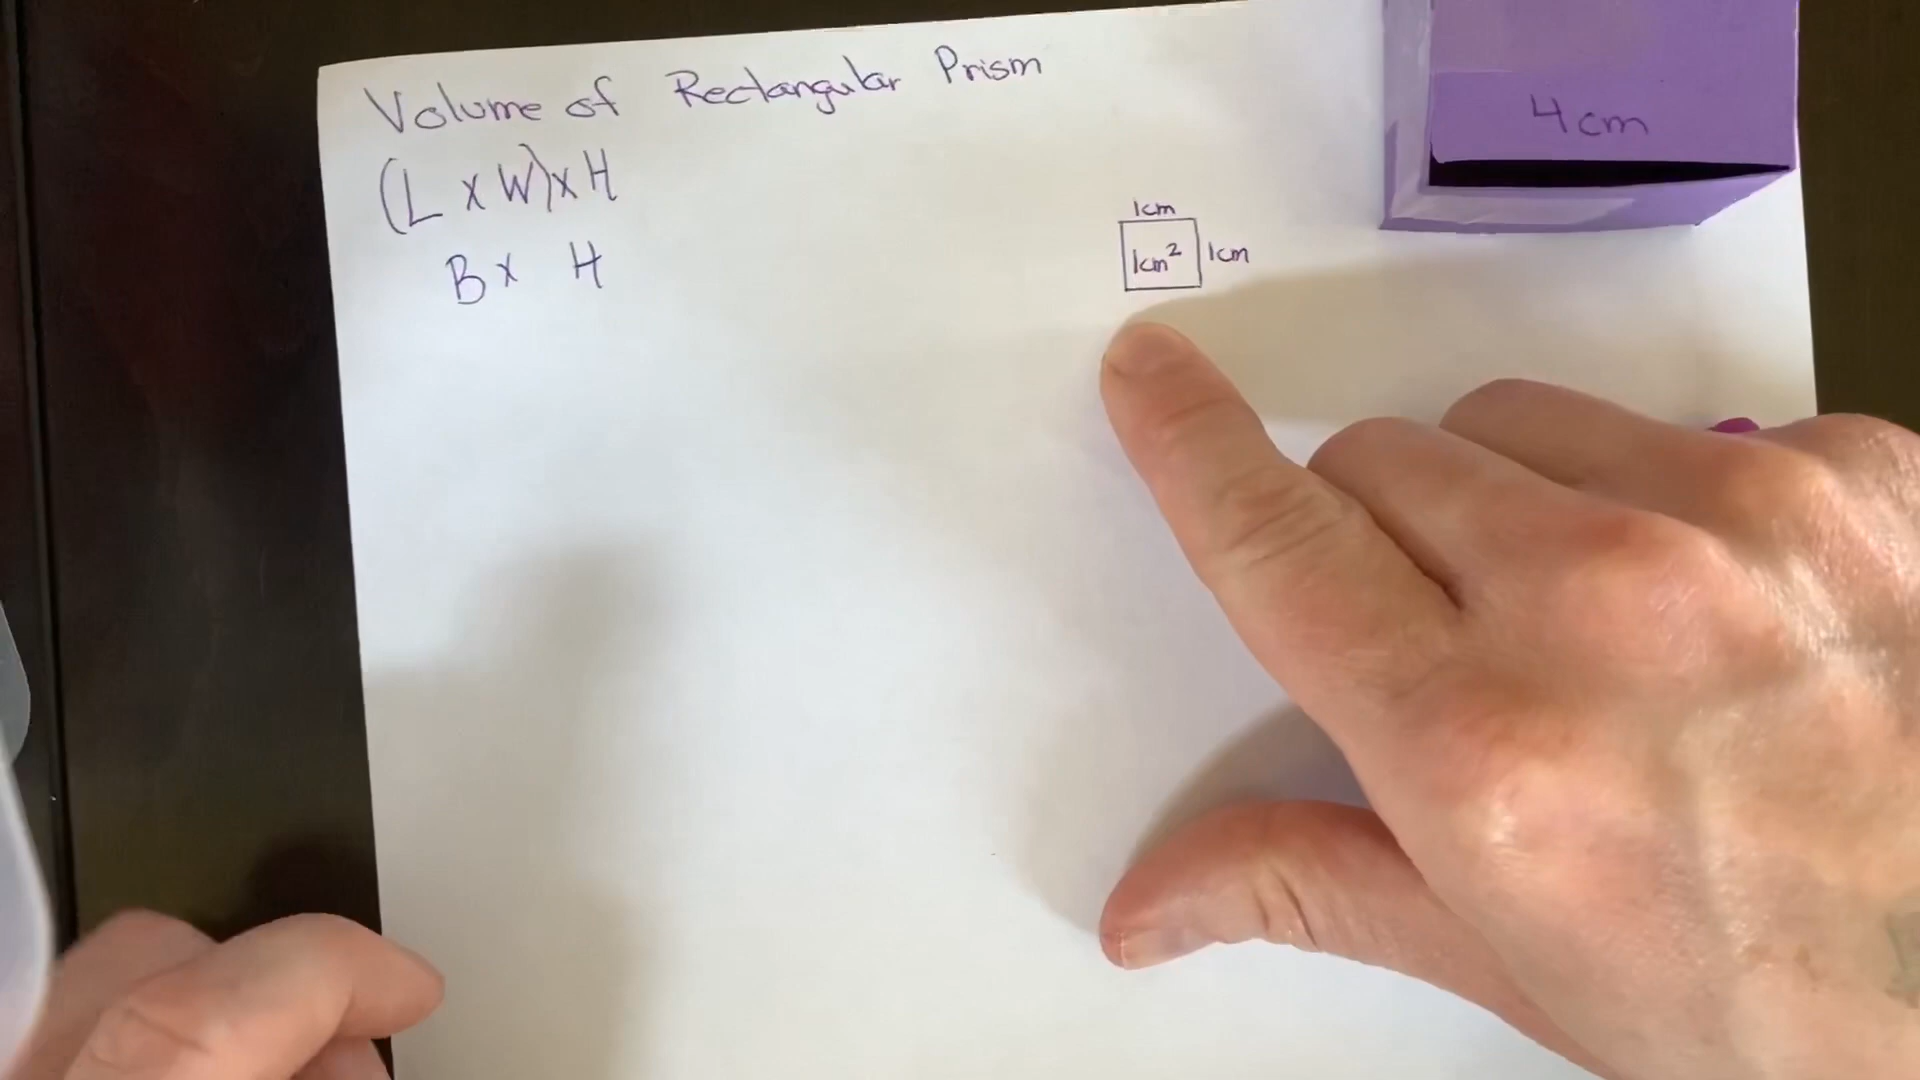 Volume of Rectangular Prism
(L x W) x H
B x H
1cm
1cm² 1cm
4cm